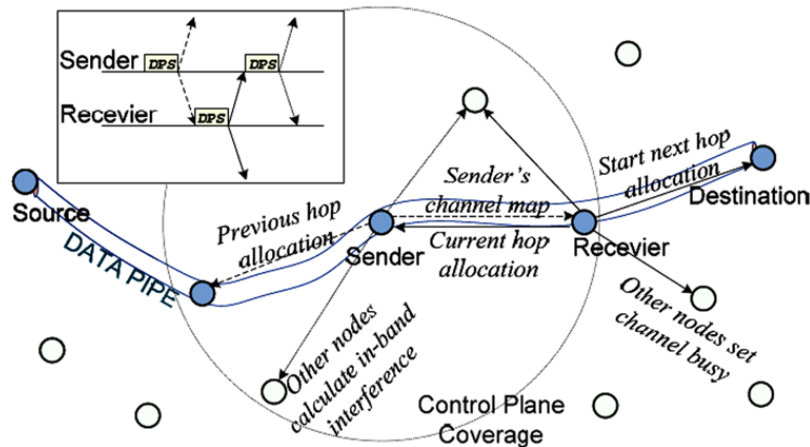 Sender
DPS
DPS
Recevier
DPS
Source
DATA PIPE
Previous hop
allocation
Sender
Sender's
channel map
Current hop
allocation
Recevier
Start next hop
allocation
Destination
Other nodes
calculate in-band
interference
Other nodes set
channel busy
Control Plane
Coverage